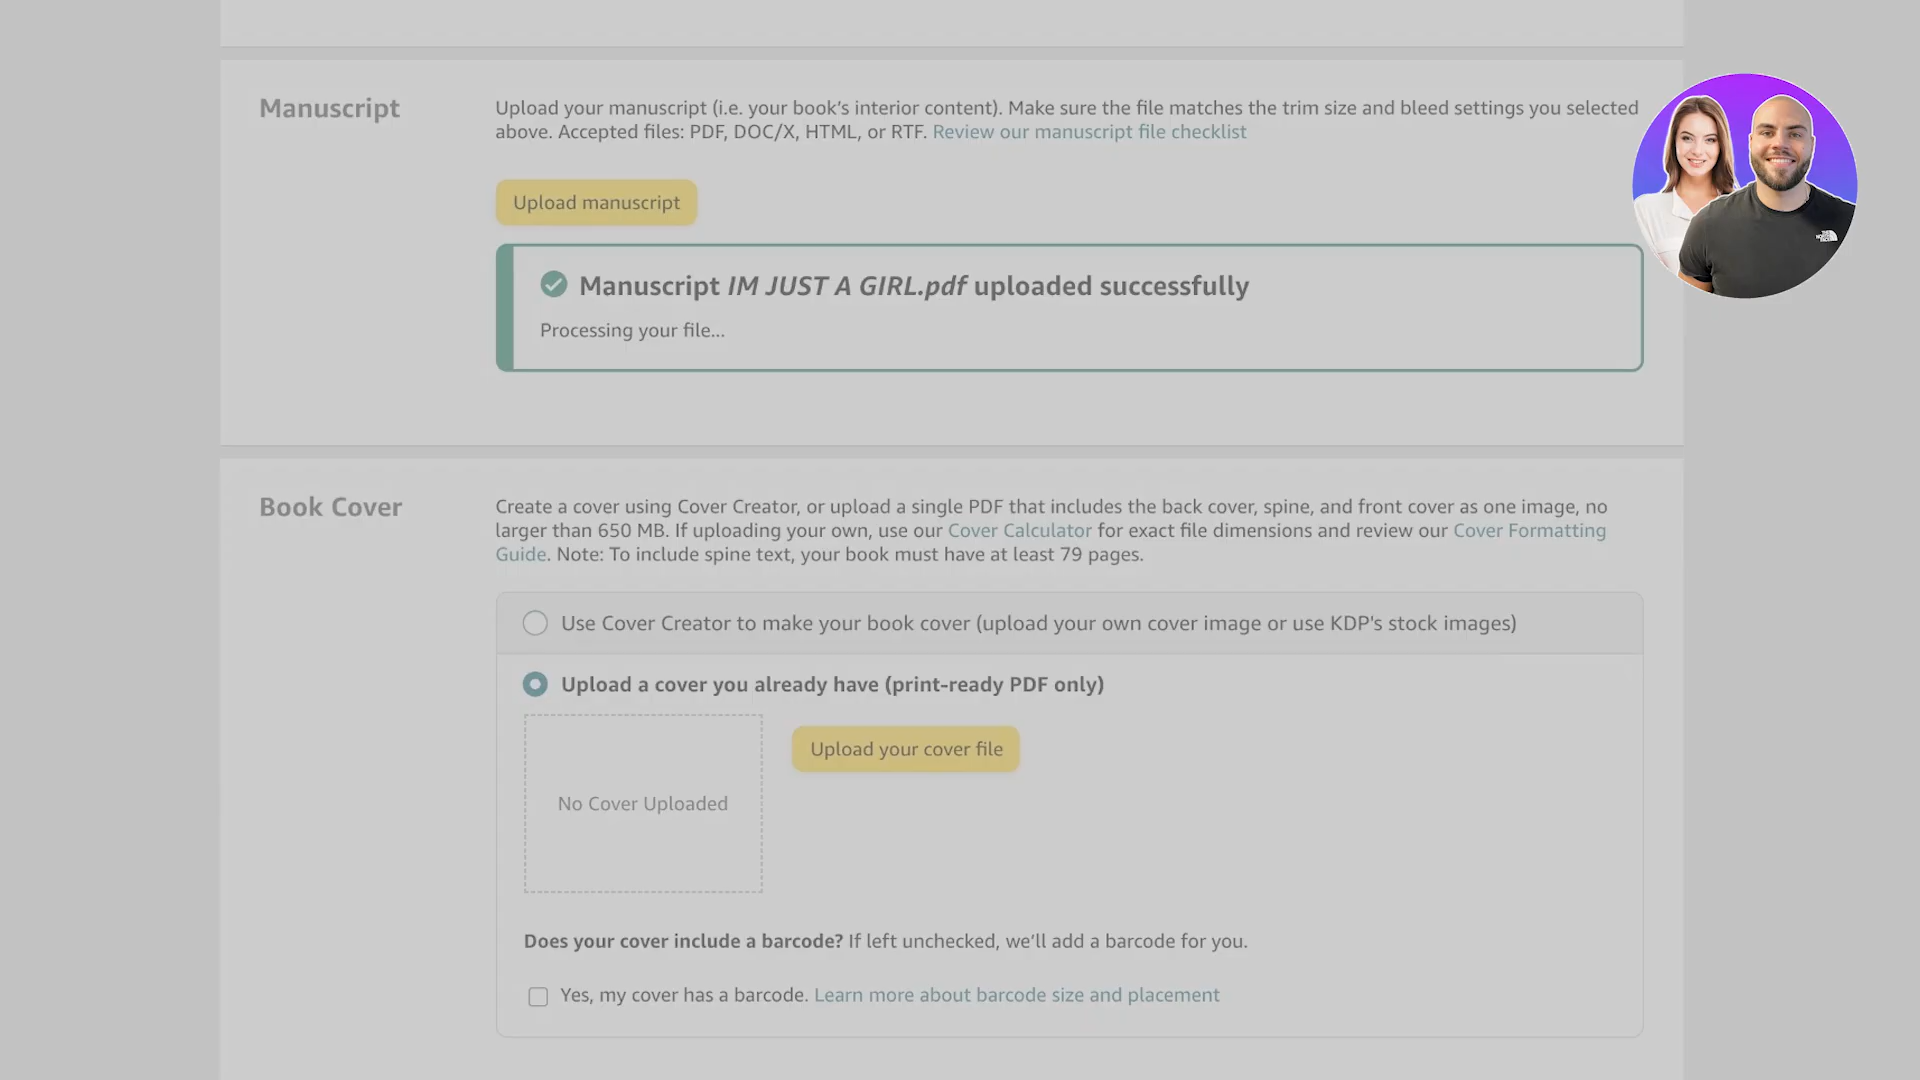 Manuscript
Upload your manuscript (i.e. your book’s interior content). Make sure the file matches the trim size and bleed settings you selected
above. Accepted files: PDF, DOC/X, HTML, or RTF. Review our manuscript file checklist
Upload manuscript
Manuscript IM JUST A GIRL.pdf uploaded successfully
Processing your file...
Book Cover
Create a cover using Cover Creator, or upload a single PDF that includes the back cover, spine, and front cover as one image, no
larger than 650 MB. If uploading your own, use our Cover Calculator for exact file dimensions and review our Cover Formatting
Guide. Note: To include spine text, your book must have at least 79 pages.
Use Cover Creator to make your book cover (upload your own cover image or use KDP's stock images)
Upload a cover you already have (print-ready PDF only)
Upload your cover file
No Cover Uploaded
Does your cover include a barcode? If left unchecked, we’ll add a barcode for you.
Yes, my cover has a barcode. Learn more about barcode size and placement